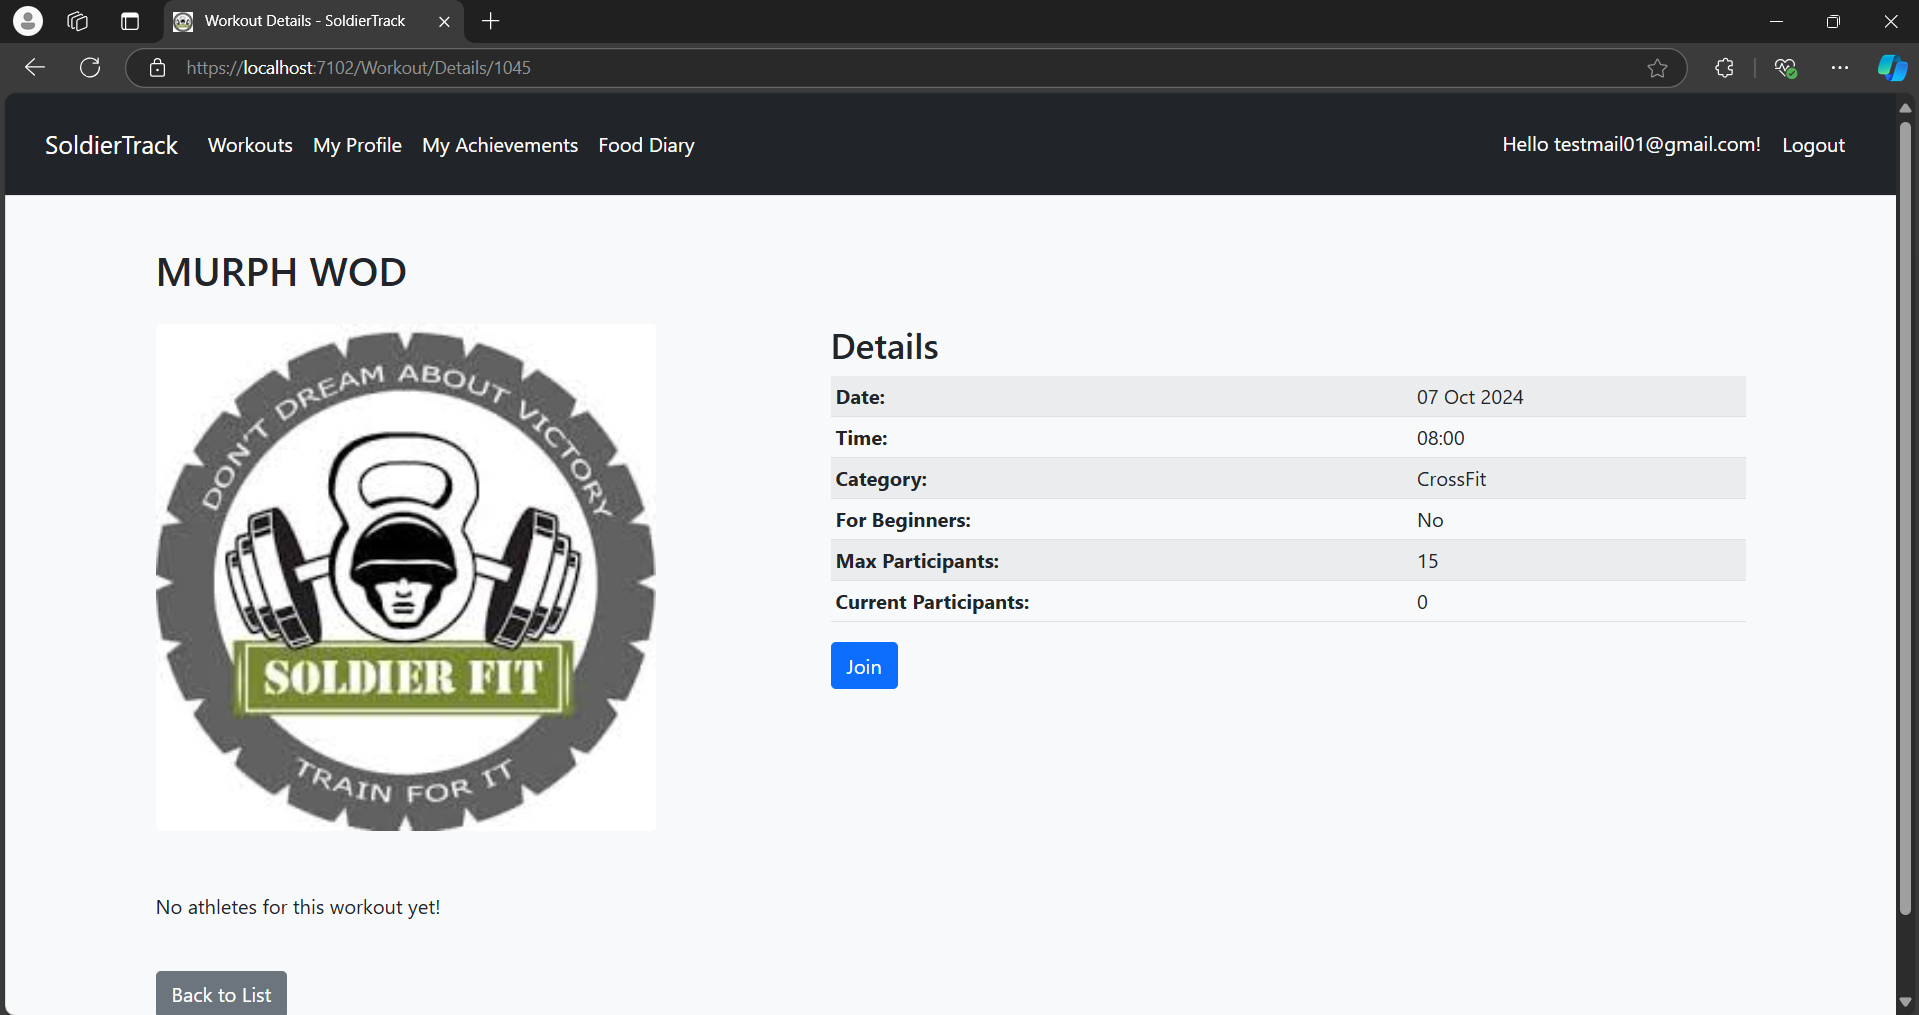 Workout Details - SoldierTrack
https://localhost:7102/Workout/Details/1045
SoldierTrack Workouts My Profile My Achievements Food Diary Hello testmail01@gmail.com! Logout
MURPH WOD
DON'T DREAM ABOUT VICTORY
SOLDIER FIT
TRAIN FOR IT
Details
Date: 07 Oct 2024
Time: 08:00
Category: CrossFit
For Beginners: No
Max Participants: 15
Current Participants: 0
Join
No athletes for this workout yet!
Back to List